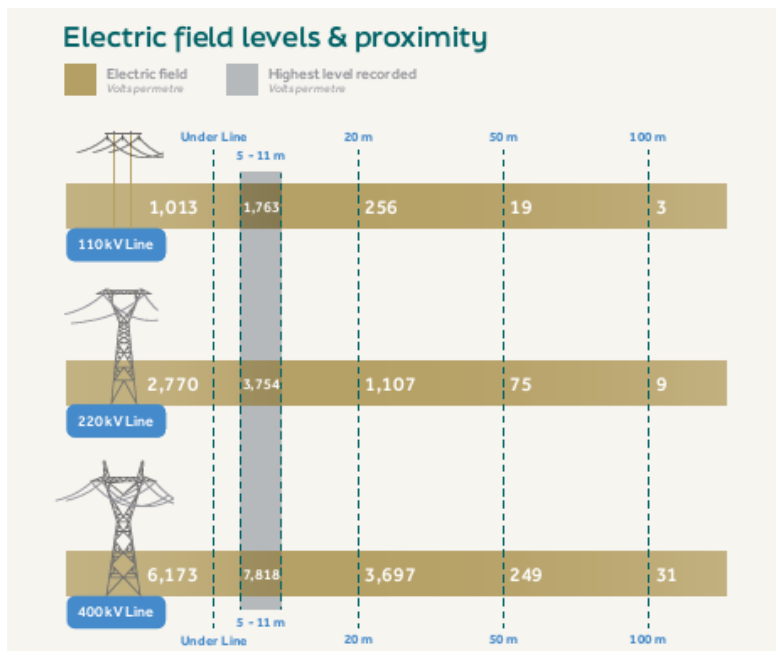 Electric field levels & proximity
Electric field
Volts per metre
Highest level recorded
Volts per metre
Under Line
5 - 11 m
20 m
50 m
100 m
1,013
1,763
256
19
3
110kV Line
2,770
3,754
1,107
75
9
220kV Line
6,173
7,818
3,697
249
31
400kV Line
5 - 11 m
Under Line
20 m
50 m
100 m